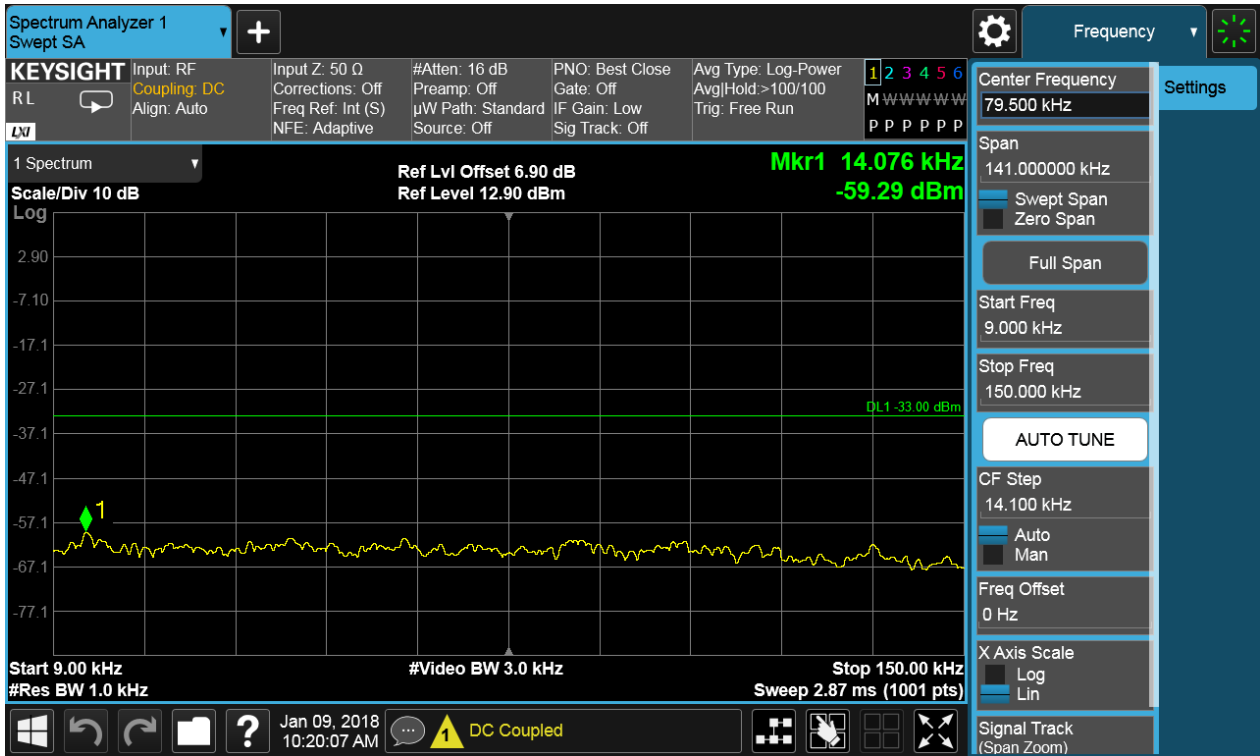 Spectrum Analyzer 1
Swept SA
Frequency
KEYSIGHT
RL
LXI
Input: RF
Coupling: DC
Align: Auto
Input Z: 50 Ω
Corrections: Off
Freq Ref: Int (S)
NFE: Adaptive
#Atten: 16 dB
Preamp: Off
µW Path: Standard
Source: Off
PNO: Best Close
Gate: Off
IF Gain: Low
Sig Track: Off
Avg Type: Log-Power
Avg|Hold:>100/100
Trig: Free Run
1 2 3 4 5 6
M W W W W W
P P P P P P
1 Spectrum
Scale/Div 10 dB
Log
Ref Lvl Offset 6.90 dB
Ref Level 12.90 dBm
Mkr1 14.076 kHz
-59.29 dBm
2.90
-7.10
-17.1
-27.1
DL1 -33.00 dBm
-37.1
-47.1
1
-57.1
-67.1
-77.1
Start 9.00 kHz
#Video BW 3.0 kHz
Stop 150.00 kHz
#Res BW 1.0 kHz
Sweep 2.87 ms (1001 pts)
Center Frequency
79.500 kHz
Span
141.000000 kHz
Swept Span
Zero Span
Full Span
Start Freq
9.000 kHz
Stop Freq
150.000 kHz
AUTO TUNE
CF Step
14.100 kHz
Auto
Man
Freq Offset
0 Hz
X Axis Scale
Log
Lin
Signal Track
(Span Zoom)
Settings
?
Jan 09, 2018
10:20:07 AM
1
DC Coupled